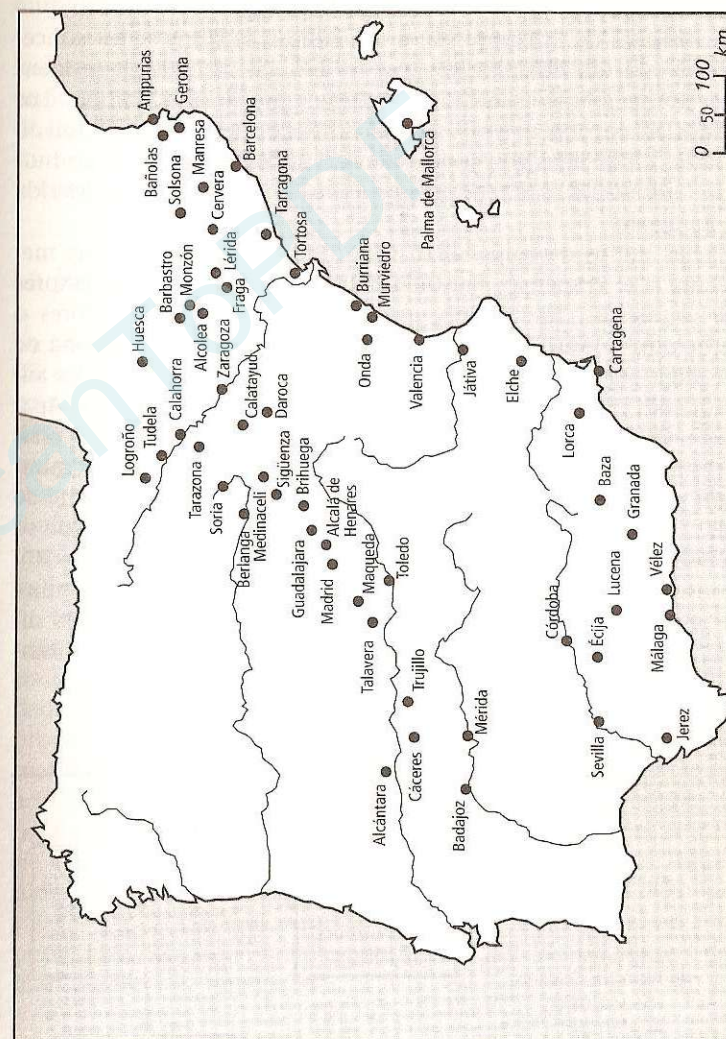 Ampurias
Gerona
Bañolas
Solsona
Manresa
Cervera
Barcelona
Tarragona
Tortosa
Lérida
Fraga
Monzón
Barbastro
Alcolea
Huesca
Zaragoza
Calahorra
Tudela
Logroño
Tarazona
Calatayud
Daroca
Soria
Berlanga
Medinaceli
Sigüenza
Brihuega
Guadalajara
Alcalá de
Henares
Madrid
Maqueda
Talavera
Toledo
Burriana
Murviedro
Onda
Valencia
Játiva
Elche
Palma de Mallorca
Alcántara
Cáceres
Trujillo
Badajoz
Mérida
Córdoba
Écija
Lucena
Sevilla
Jerez
Málaga
Vélez
Granada
Baza
Lorca
Cartagena
0 50 100
km